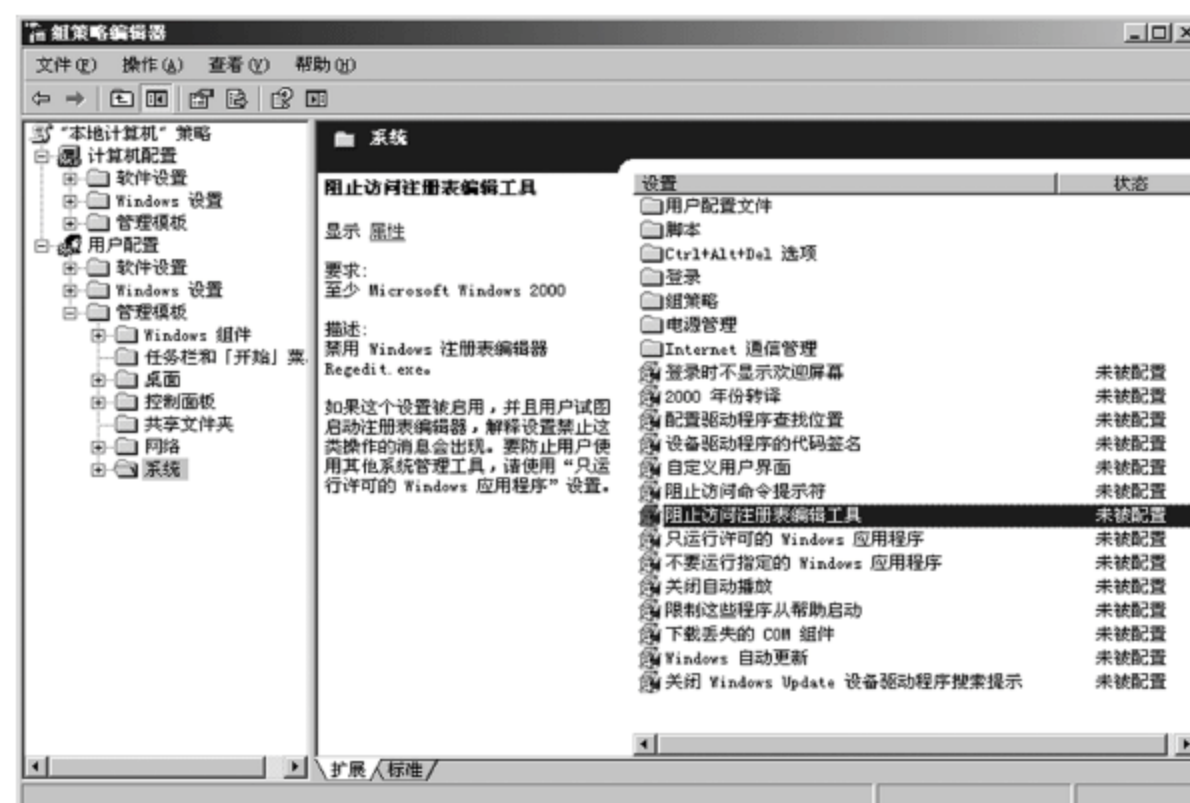 组策略编辑器
文件(F) 操作(A) 查看(V) 帮助(H)
“本地计算机” 策略
计算机配置
软件设置
Windows 设置
管理模板
用户配置
软件设置
Windows 设置
管理模板
Windows 组件
任务栏和「开始」菜
桌面
控制面板
共享文件夹
网络
系统
系统
阻止访问注册表编辑工具
显示 属性
要求:
至少 Microsoft Windows 2000
描述:
禁用 Windows 注册表编辑器
Regedit.exe。
如果这个设置被启用，并且用户试图
启动注册表编辑器，解释设置禁止这
类操作的消息会出现。要防止用户使
用其他系统管理工具，请使用“只运
行许可的 Windows 应用程序”设置。
设置 状态
用户配置文件
脚本
Ctrl+Alt+Del 选项
登录
组策略
电源管理
Internet 通信管理
登录时不显示欢迎屏幕 未被配置
2000 年份转译 未被配置
配置驱动程序查找位置 未被配置
设备驱动程序的代码签名 未被配置
自定义用户界面 未被配置
阻止访问命令提示符 未被配置
阻止访问注册表编辑工具 未被配置
只运行许可的 Windows 应用程序 未被配置
不要运行指定的 Windows 应用程序 未被配置
关闭自动播放 未被配置
限制这些程序从帮助启动 未被配置
下载丢失的 COM 组件 未被配置
Windows 自动更新 未被配置
关闭 Windows Update 设备驱动程序搜索提示 未被配置
扩展 标准